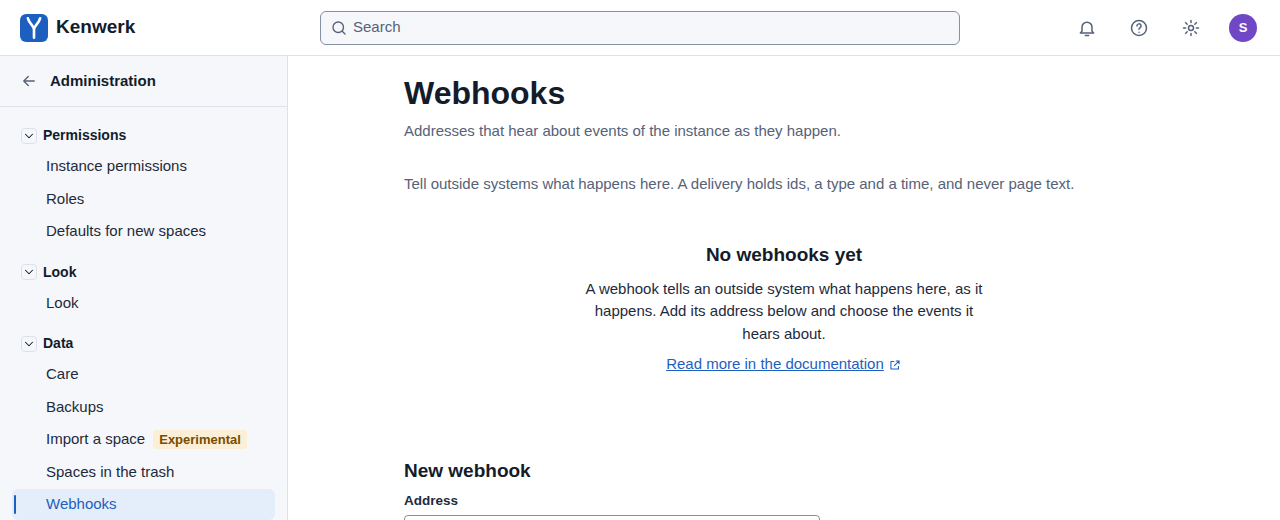 Kenwerk
Search
S
Administration
Permissions
Instance permissions
Roles
Defaults for new spaces
Look
Look
Data
Care
Backups
Import a space Experimental
Spaces in the trash
Webhooks
Webhooks
Addresses that hear about events of the instance as they happen.
Tell outside systems what happens here. A delivery holds ids, a type and a time, and never page text.
No webhooks yet
A webhook tells an outside system what happens here, as it
happens. Add its address below and choose the events it
hears about.
Read more in the documentation
New webhook
Address